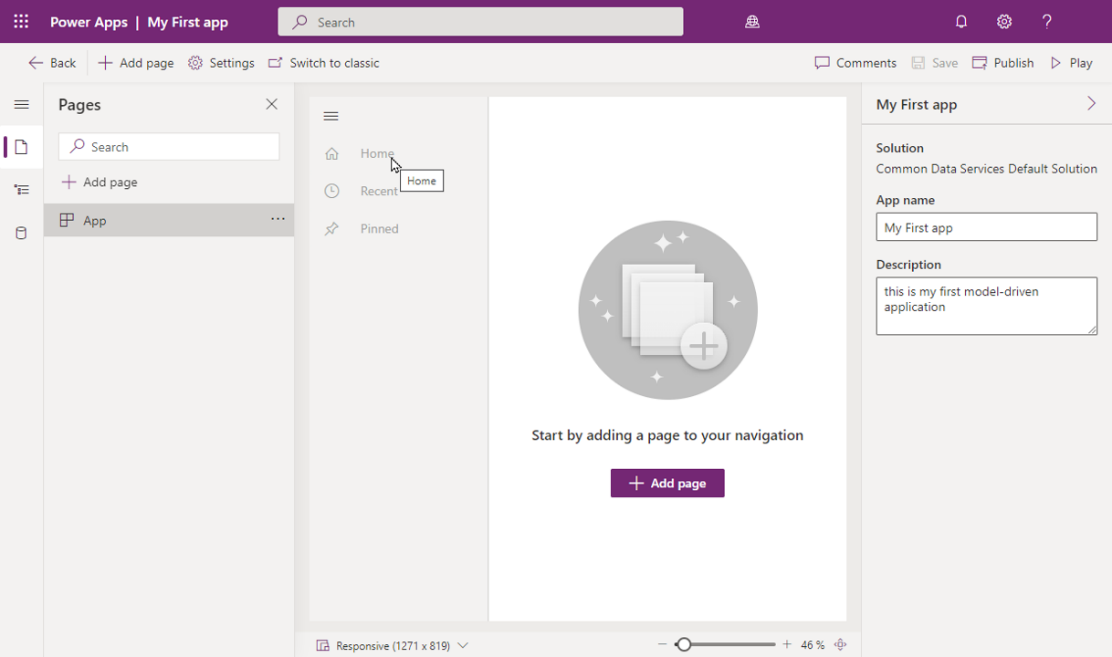 Power Apps | My First app
Search
Back
Add page
Settings
Switch to classic
Comments
Save
Publish
Play
Pages
Search
Add page
App
Home
Home
Recent
Pinned
Start by adding a page to your navigation
Add page
Responsive (1271 x 819)
46 %
My First app
Solution
Common Data Services Default Solution
App name
My First app
Description
this is my first model-driven
application